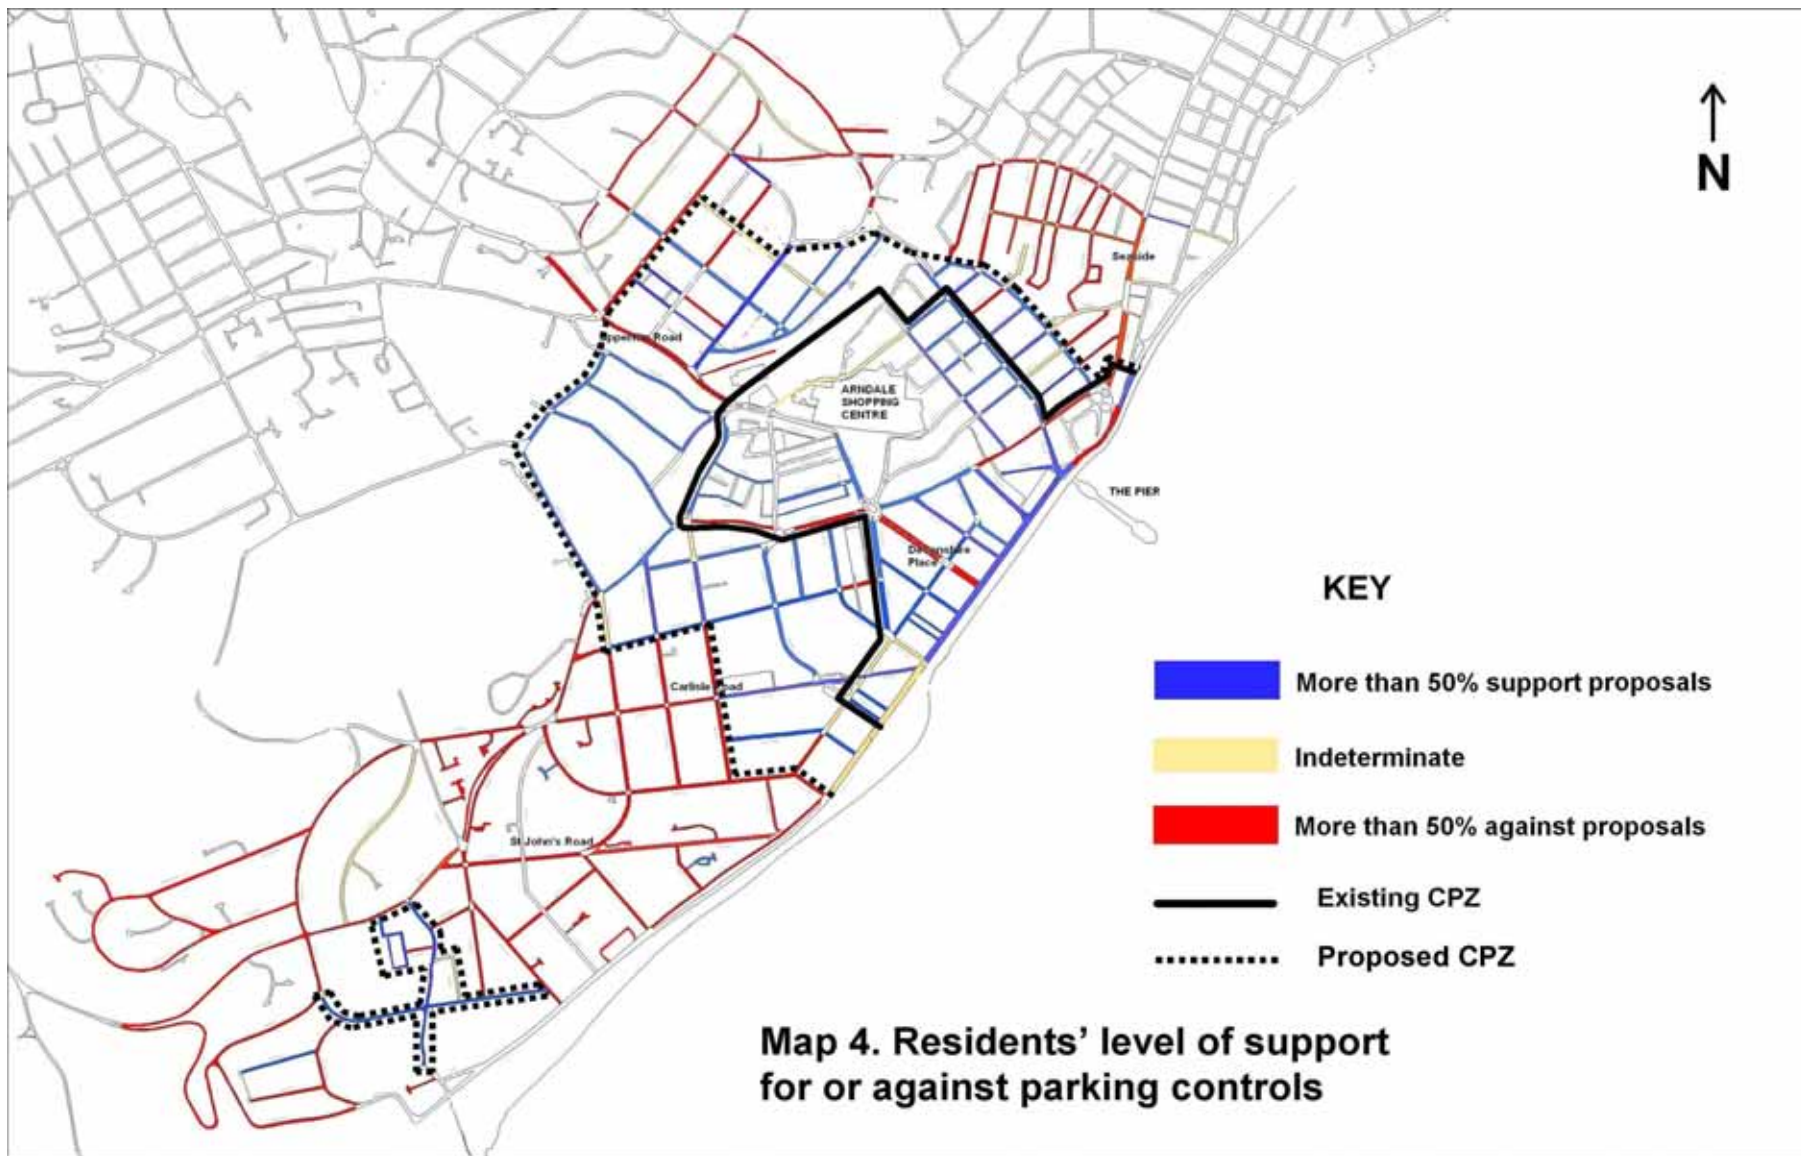 N
Seaside
Upperton Road
ARNDALE
SHOPPING
CENTRE
THE PIER
Devonshire
Place
KEY
More than 50% support proposals
Carlisle Road
Indeterminate
More than 50% against proposals
St John's Road
Existing CPZ
Proposed CPZ
Map 4. Residents’ level of support
for or against parking controls